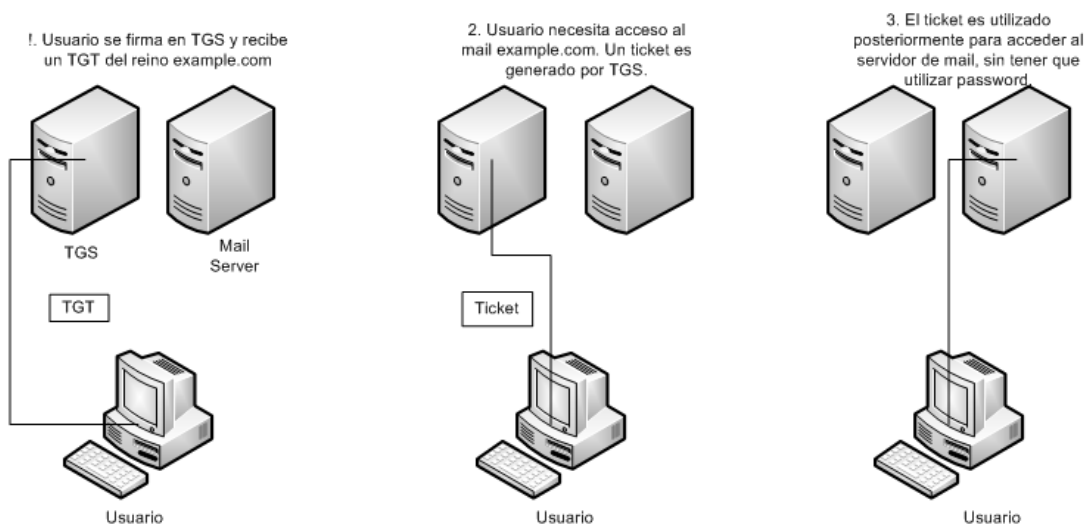 !. Usuario se firma en TGS y recibe
un TGT del reino example.com
TGS
Mail
Server
TGT
Usuario
2. Usuario necesita acceso al
mail example.com. Un ticket es
generado por TGS.
Ticket
Usuario
3. El ticket es utilizado
posteriormente para acceder al
servidor de mail, sin tener que
utilizar password.
Usuario